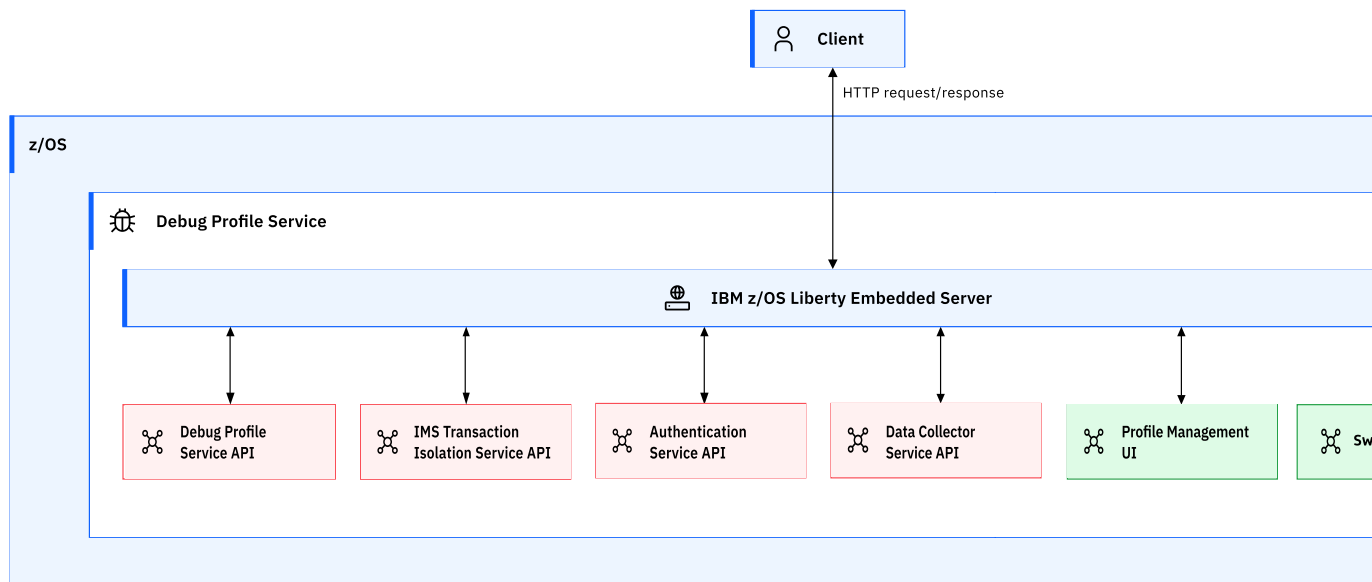 Client
HTTP request/response
z/OS
Debug Profile Service
IBM z/OS Liberty Embedded Server
Debug Profile
Service API
IMS Transaction
Isolation Service API
Authentication
Service API
Data Collector
Service API
Profile Management
UI